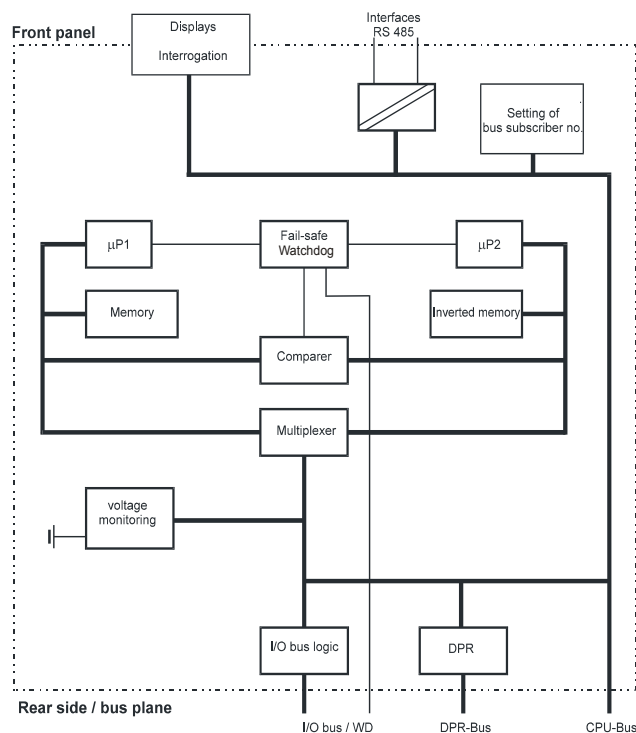 Displays
Interrogation
Interfaces
RS 485
Front panel
Setting of
bus subscriber no.
µP1
Fail-safe
Watchdog
µP2
Memory
Inverted memory
Comparer
Multiplexer
voltage
monitoring
I/O bus logic
DPR
Rear side / bus plane
I/O bus / WD
DPR-Bus
CPU-Bus